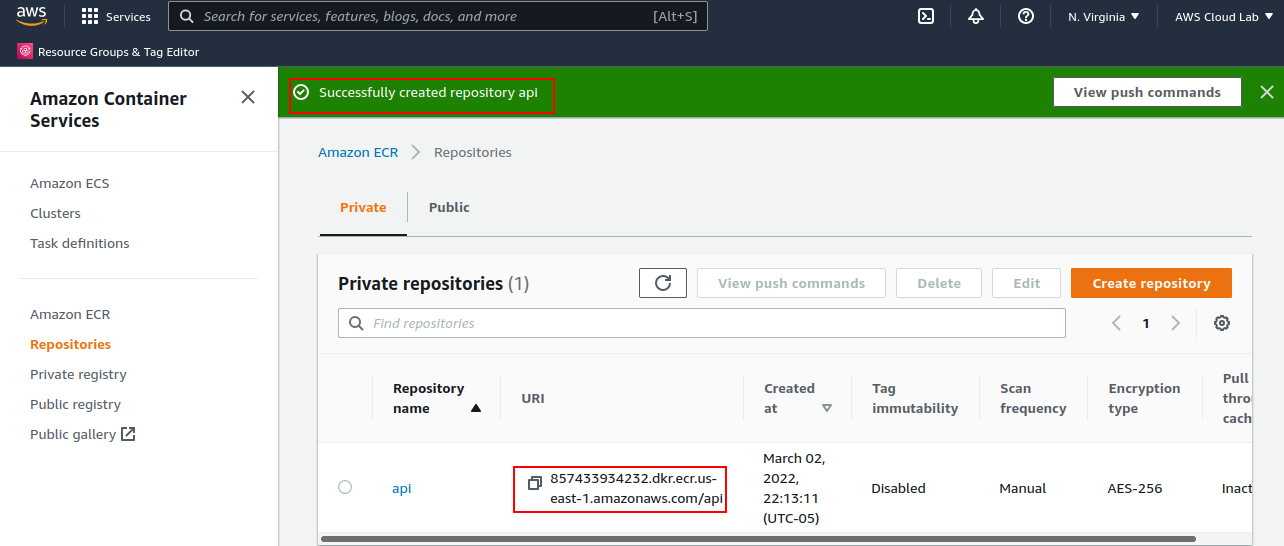 aws
Services
Search for services, features, blogs, docs, and more
[Alt+S]
N. Virginia
AWS Cloud Lab
Resource Groups & Tag Editor
Amazon Container
Services
Amazon ECS
Clusters
Task definitions
Amazon ECR
Repositories
Private registry
Public registry
Public gallery
Successfully created repository api
View push commands
Amazon ECR
Repositories
Private
Public
Private repositories (1)
View push commands
Delete
Edit
Create repository
Find repositories
1
Repository
name
URI
Created
at
Tag
immutability
Scan
frequency
Encryption
type
Pull
thro
cach
api
857433934232.dkr.ecr.us-
east-1.amazonaws.com/api
March 02,
2022,
22:13:11
(UTC-05)
Disabled
Manual
AES-256
Inact